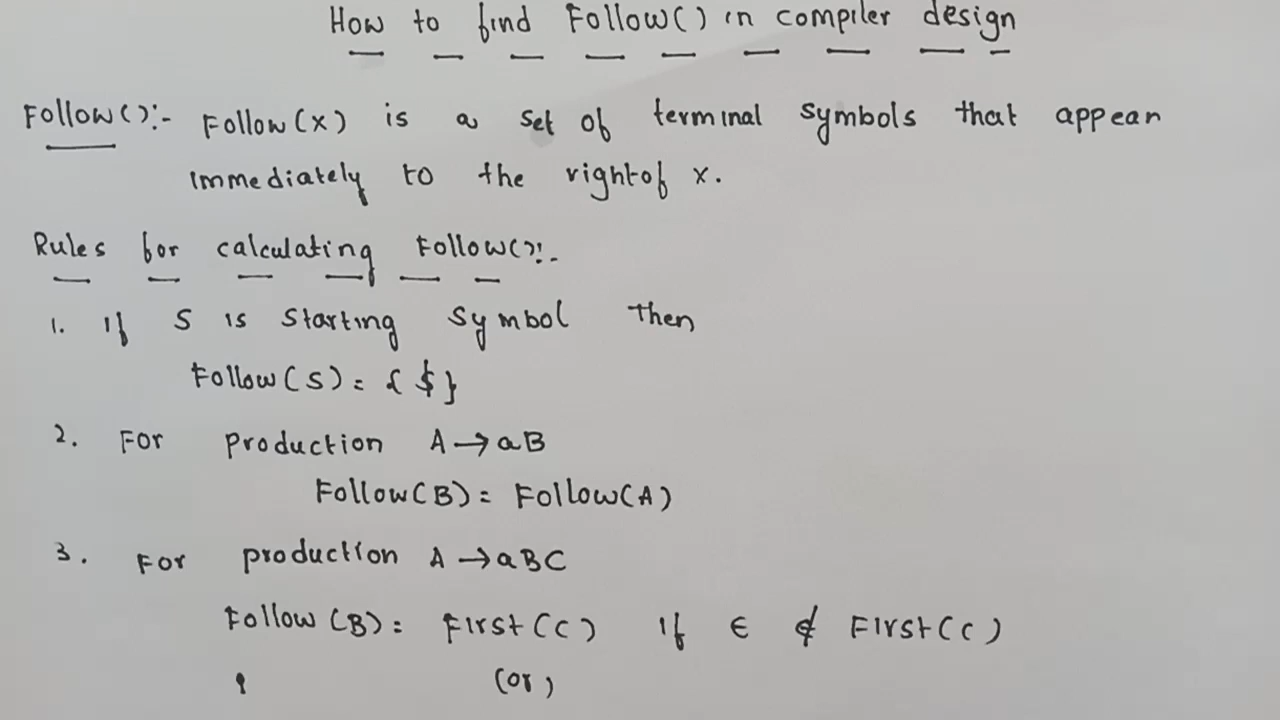 How to find Follow() in compiler design
Follow():- Follow(x) is a set of terminal symbols that appear
immediately to the rightof x.
Rules for calculating Follow():-
1. If S is starting symbol then
Follow(S) = {$}
2. For production A→aB
Follow(B) = Follow(A)
3. For production A→aBC
Follow(B) = First(C) if ϵ ∉ First(C)
(or)